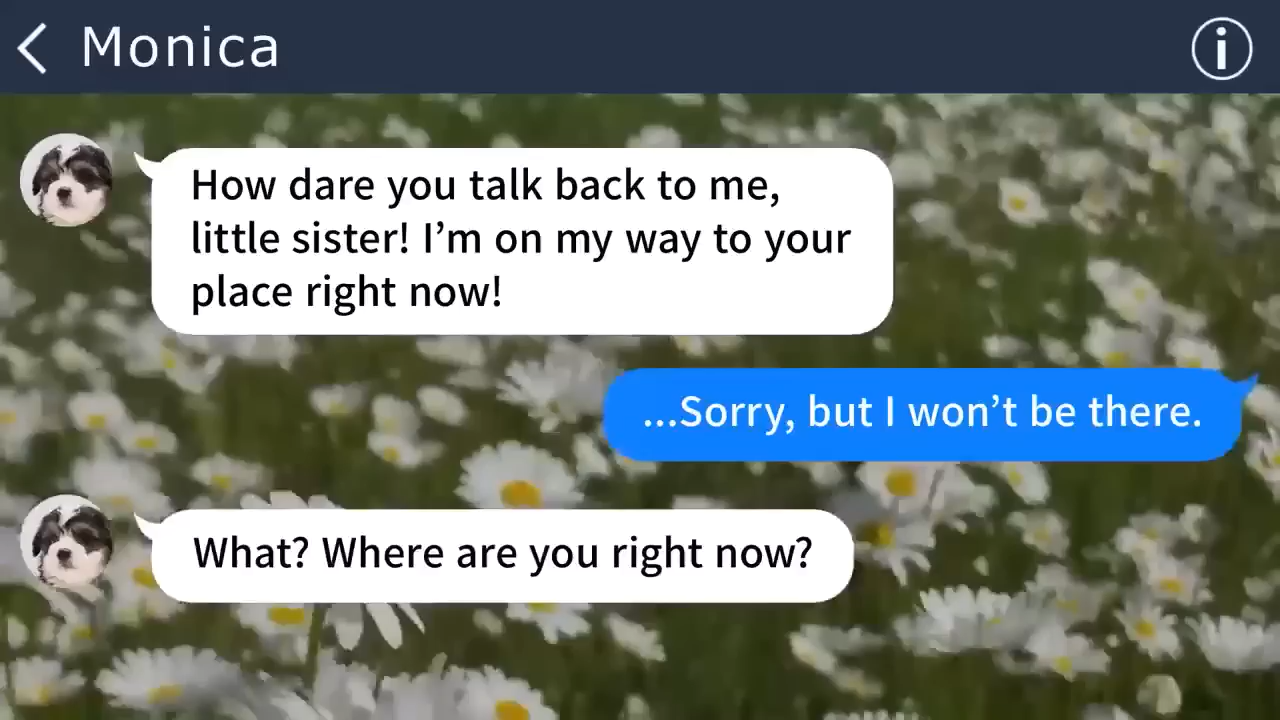 Monica
How dare you talk back to me,
little sister! I’m on my way to your
place right now!
...Sorry, but I won’t be there.
What? Where are you right now?